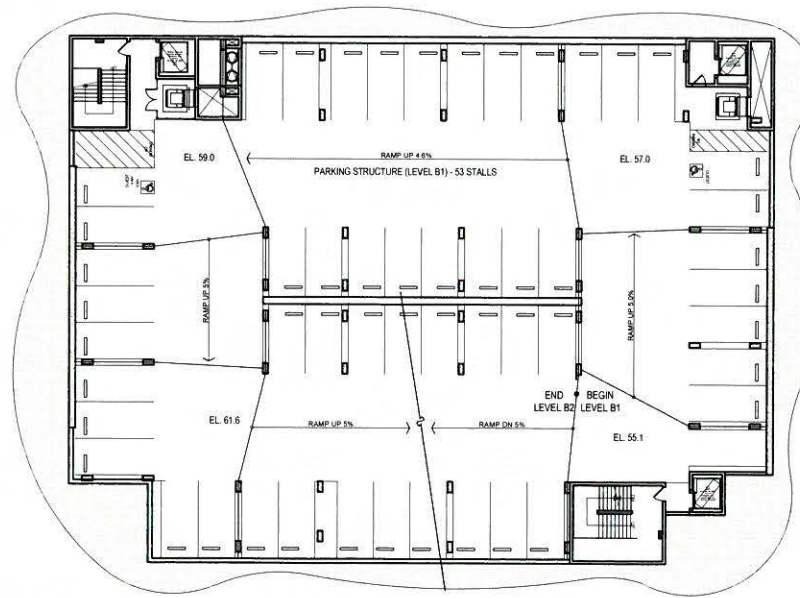 EL. 59.0
RAMP UP 4.6%
EL. 57.0
PARKING STRUCTURE (LEVEL B1) - 53 STALLS
RAMP UP 5%
RAMP UP 5.0%
END
LEVEL B2
BEGIN
LEVEL B1
EL. 61.6
RAMP UP 5%
RAMP DN 5%
EL. 55.1